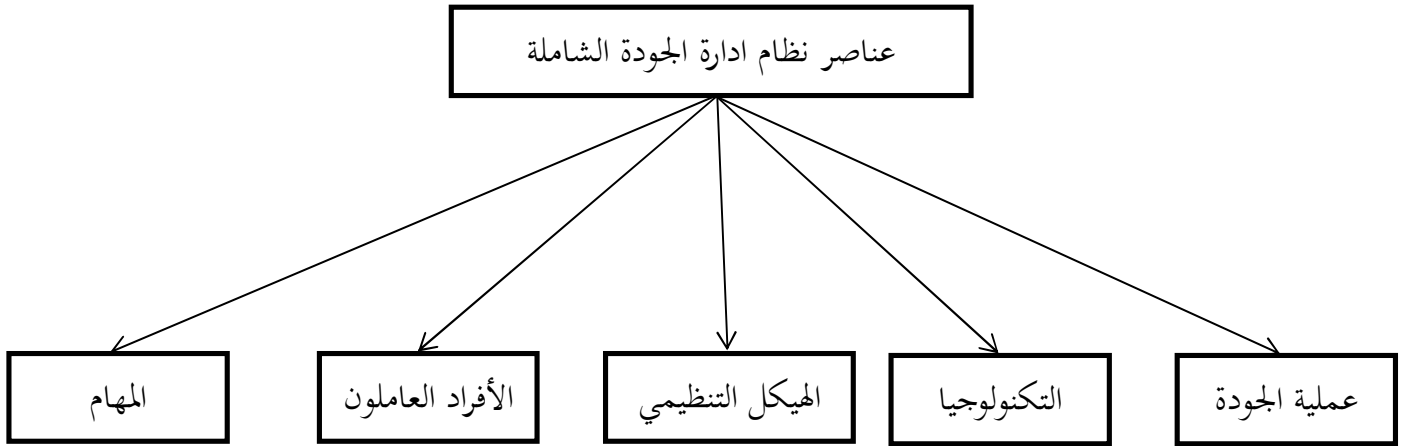 عناصر نظام ادارة الجودة الشاملة
عملية الجودة
التكنولوجيا
الهيكل التنظيمي
الأفراد العاملون
المهام